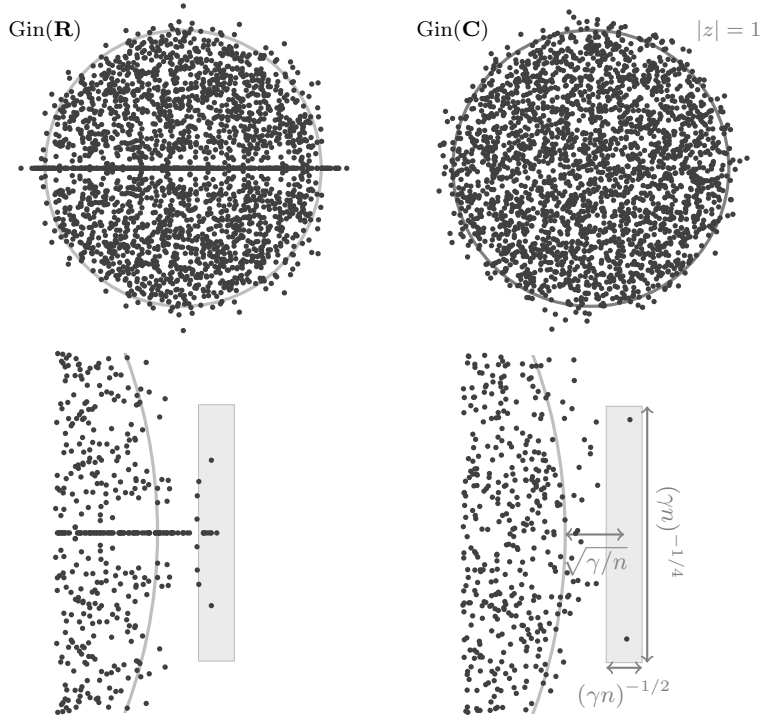 Gin(R)
Gin(C)
|z| = 1
√γ/n
(γn)^{−1/4}
(γn)^{−1/2}